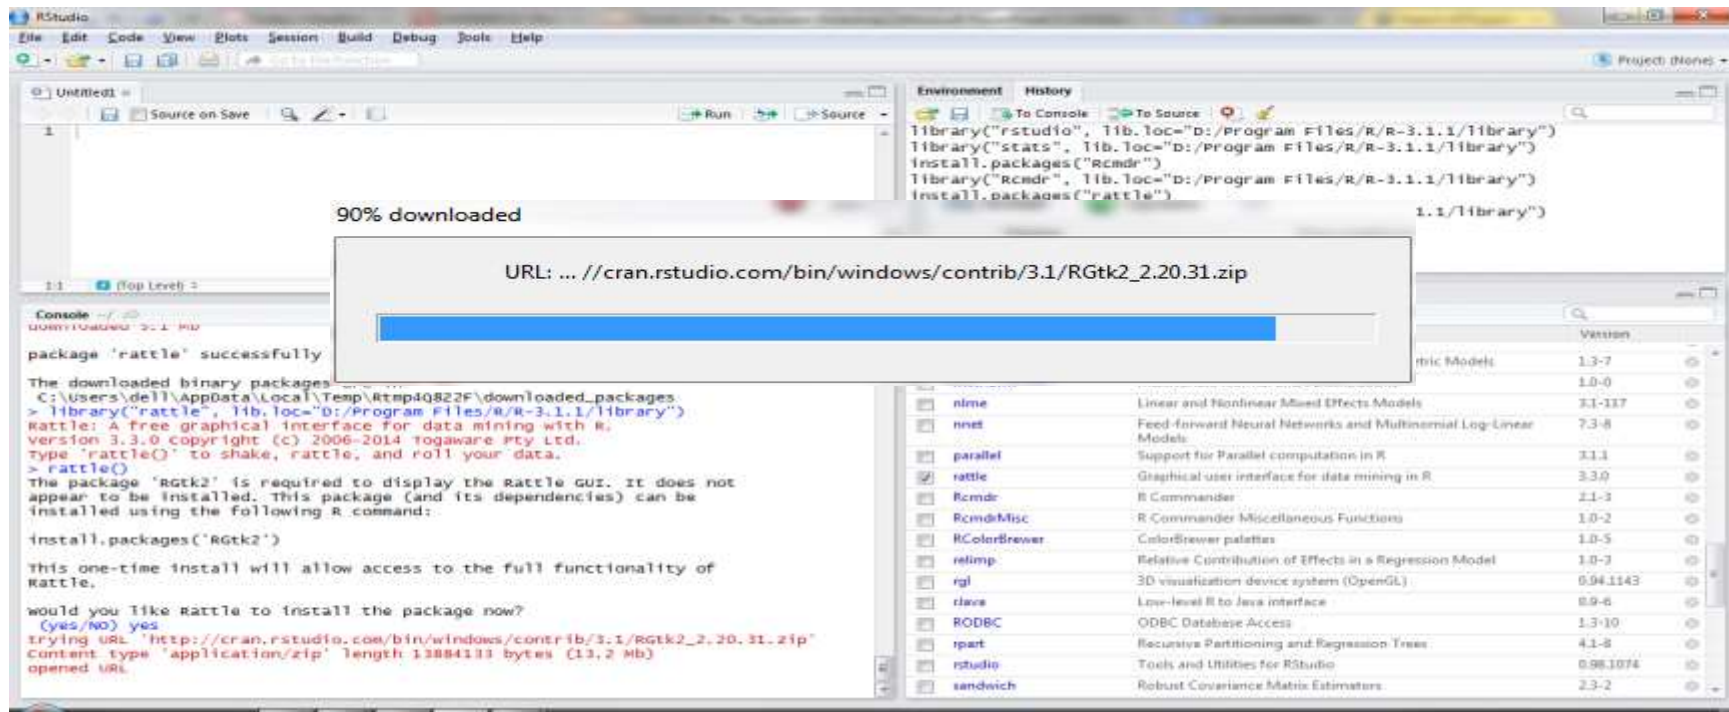 RStudio
File Edit Code View Plots Session Build Debug Tools Help
Project: (None)
Untitled1
Source on Save
Run
Source
1
1:1 (Top Level)
90% downloaded
URL: ... //cran.rstudio.com/bin/windows/contrib/3.1/RGtk2_2.20.31.zip
Environment History
To Console To Source
library("rstudio", lib.loc="D:/Program Files/R/R-3.1.1/library")
library("stats", lib.loc="D:/Program Files/R/R-3.1.1/library")
install.packages("Rcmdr")
library("Rcmdr", lib.loc="D:/Program Files/R/R-3.1.1/library")
install.packages("rattle")
1.1/library")
Console ~/
downloaded 5.1 Mb
package 'rattle' successfully
The downloaded binary packages are in
C:\Users\dell\AppData\Local\Temp\Rtmp4Q822F\downloaded_packages
> library("rattle", lib.loc="D:/Program Files/R/R-3.1.1/library")
Rattle: A free graphical interface for data mining with R.
Version 3.3.0 Copyright (c) 2006-2014 Togaware Pty Ltd.
Type 'rattle()' to shake, rattle, and roll your data.
> rattle()
The package 'RGtk2' is required to display the Rattle GUI. It does not
appear to be installed. This package (and its dependencies) can be
installed using the following R command:
install.packages('RGtk2')
This one-time install will allow access to the full functionality of
Rattle.
Would you like Rattle to install the package now?
(yes/NO) yes
trying URL 'http://cran.rstudio.com/bin/windows/contrib/3.1/RGtk2_2.20.31.zip'
Content type 'application/zip' length 13884133 bytes (13.2 Mb)
opened URL
Version
tric Models 1.3-7
1.0-0
nlme Linear and Nonlinear Mixed Effects Models 3.1-117
nnet Feed-forward Neural Networks and Multinomial Log-Linear Models 7.3-8
parallel Support for Parallel computation in R 3.1.1
rattle Graphical user interface for data mining in R 3.3.0
Rcmdr R Commander 2.1-3
RcmdrMisc R Commander Miscellaneous Functions 1.0-2
RColorBrewer ColorBrewer palettes 1.0-5
relimp Relative Contribution of Effects in a Regression Model 1.0-3
rgl 3D visualization device system (OpenGL) 0.94.1143
rJava Low-level R to Java interface 0.9-6
RODBC ODBC Database Access 1.3-10
rpart Recursive Partitioning and Regression Trees 4.1-8
rstudio Tools and Utilities for RStudio 0.98.1074
sandwich Robust Covariance Matrix Estimators 2.3-2